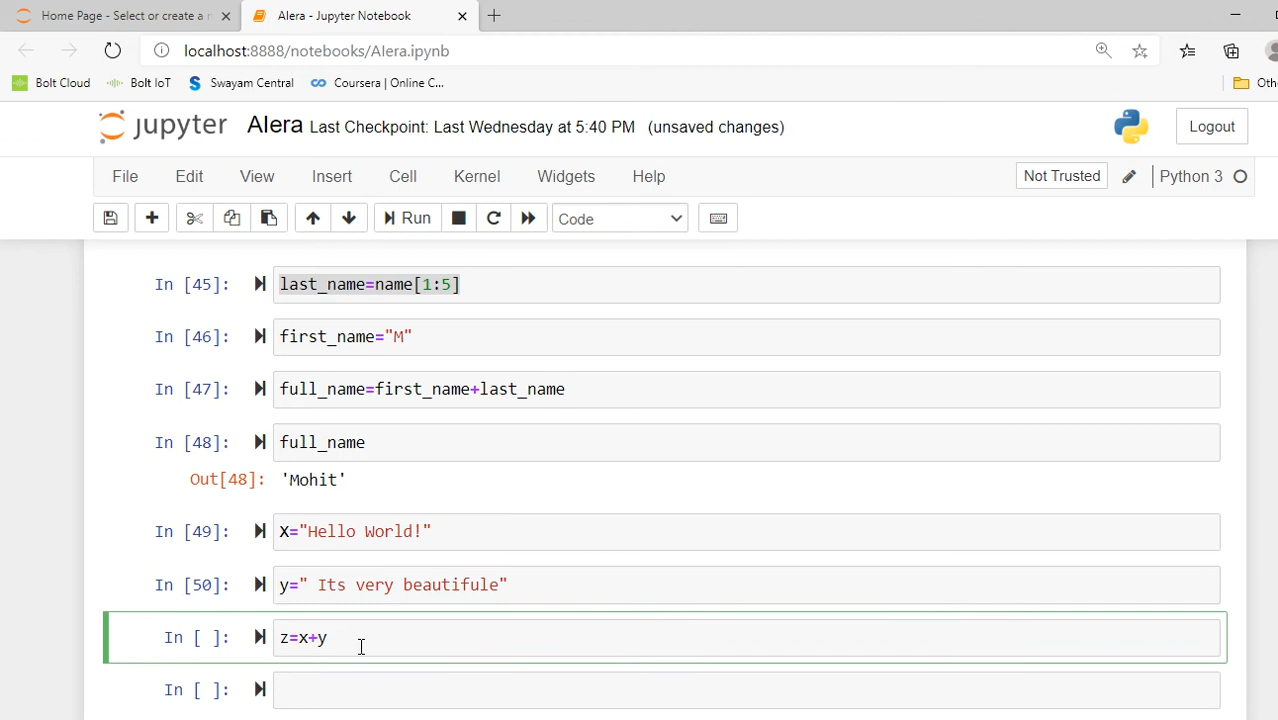 Home Page - Select or create a n
Alera - Jupyter Notebook
localhost:8888/notebooks/Alera.ipynb
Bolt Cloud
Bolt IoT
Swayam Central
Coursera | Online C...
Oth
jupyter Alera Last Checkpoint: Last Wednesday at 5:40 PM (unsaved changes)
Logout
File Edit View Insert Cell Kernel Widgets Help
Not Trusted
Python 3
Run
Code
In [45]: last_name=name[1:5]
In [46]: first_name="M"
In [47]: full_name=first_name+last_name
In [48]: full_name
Out[48]: 'Mohit'
In [49]: X="Hello World!"
In [50]: y=" Its very beautifule"
In [ ]: z=x+y
In [ ]: